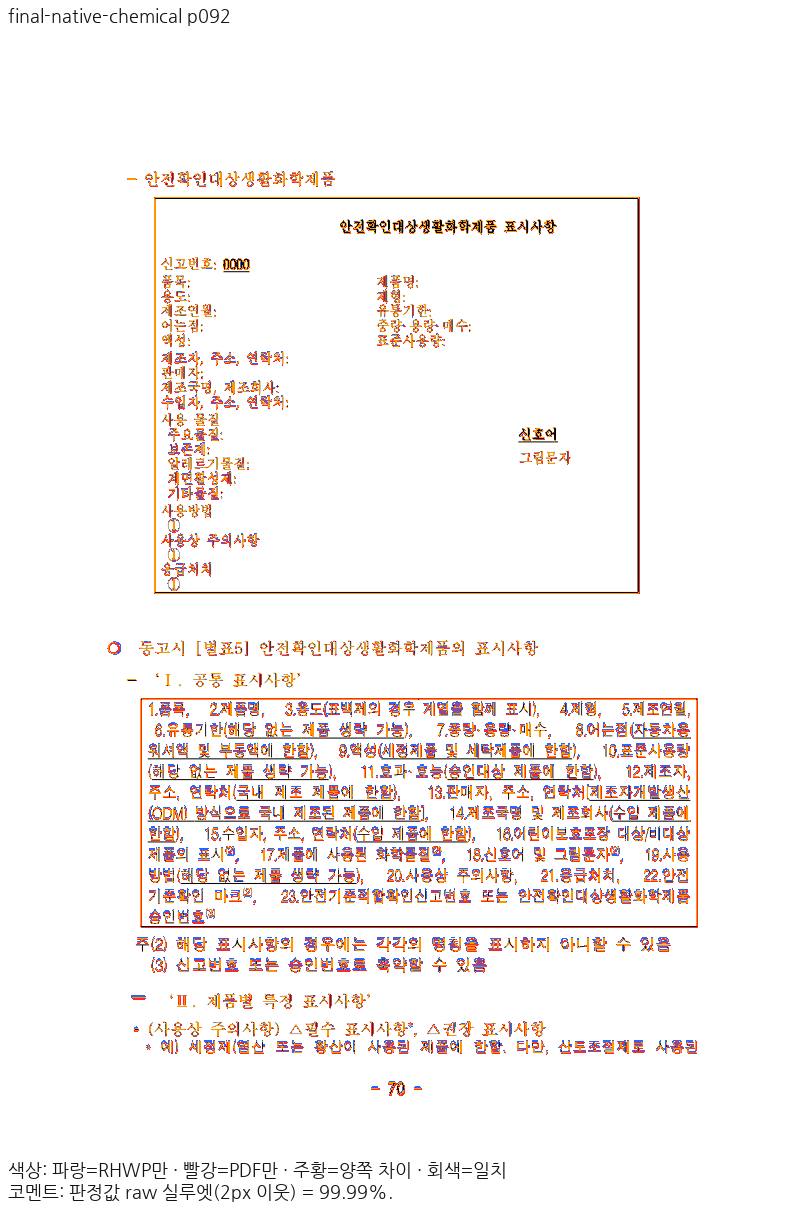 final-native-chemical p092
- 안전확인대상생활화학제품
안전확인대상생활화학제품 표시사항
신고번호: 0000
품목:
제품명:
용도:
제형:
제조연월:
유통기한:
어는점:
중량·용량·매수:
액성:
표준사용량:
제조자, 주소, 연락처:
판매자:
제조국명, 제조회사:
수입자, 주소, 연락처:
사용 물질
주요물질:
신호어
보존제:
알레르기물질:
그림문자
계면활성제:
기타물질:
사용방법
①
사용상 주의사항
①
응급처치
①
○ 동고시 [별표5] 안전확인대상생활화학제품의 표시사항
- ‘Ⅰ. 공통 표시사항’
1.품목, 2.제품명, 3.용도(표백제의 경우 계열을 함께 표시), 4.제형, 5.제조연월,
6.유통기한(해당 없는 제품 생략 가능), 7.중량·용량·매수, 8.어는점(자동차용
워셔액 및 부동액에 한함), 9.액성(세정제품 및 세탁제품에 한함), 10.표준사용량
(해당 없는 제품 생략 가능), 11.효과·효능(승인대상 제품에 한함), 12.제조자,
주소, 연락처(국내 제조 제품에 한함), 13.판매자, 주소, 연락처[제조자개발생산
(ODM) 방식으로 국내 제조된 제품에 한함], 14.제조국명 및 제조회사(수입 제품에
한함), 15.수입자, 주소, 연락처(수입 제품에 한함), 16.어린이보호포장 대상/비대상
제품의 표시²⁾, 17.제품에 사용된 화학물질²⁾, 18.신호어 및 그림문자²⁾, 19.사용
방법(해당 없는 제품 생략 가능), 20.사용상 주의사항, 21.응급처치, 22.안전
기준확인 마크²⁾, 23.안전기준적합확인신고번호 또는 안전확인대상생활화학제품
승인번호³⁾
주(2) 해당 표시사항의 경우에는 각각의 명칭을 표시하지 아니할 수 있음
(3) 신고번호 또는 승인번호로 축약할 수 있음
- ‘Ⅲ. 제품별 특정 표시사항’
• (사용상 주의사항) △필수 표시사항*, △권장 표시사항
* 예) 세정제(염산 또는 황산이 사용된 제품에 한함. 다만, 산도조절제로 사용된
- 70 -
색상: 파랑=RHWP만 · 빨강=PDF만 · 주황=양쪽 차이 · 회색=일치
코멘트: 판정값 raw 실루엣(2px 이웃) = 99.99%.